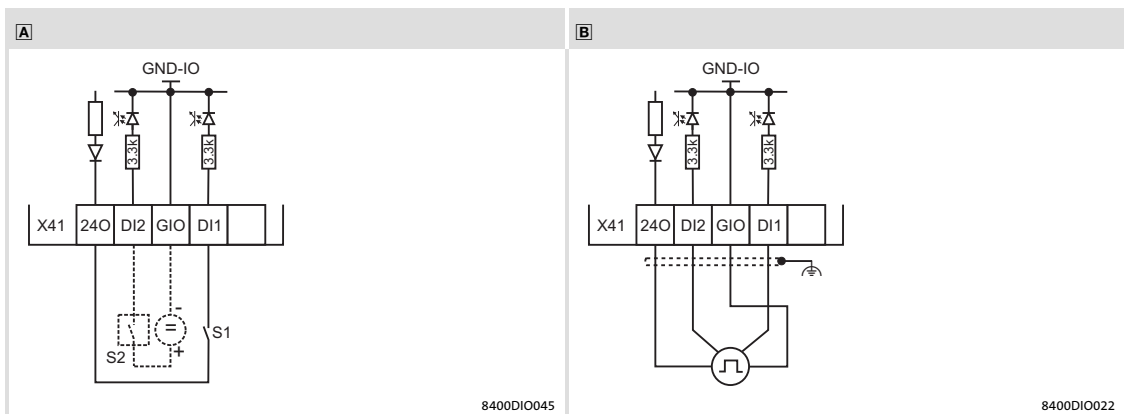 A
B
GND-IO
3.3k
3.3k
X41
24O
DI2
GIO
DI1
-
=
+
S1
S2
8400DIO045
GND-IO
3.3k
3.3k
X41
24O
DI2
GIO
DI1
8400DIO022